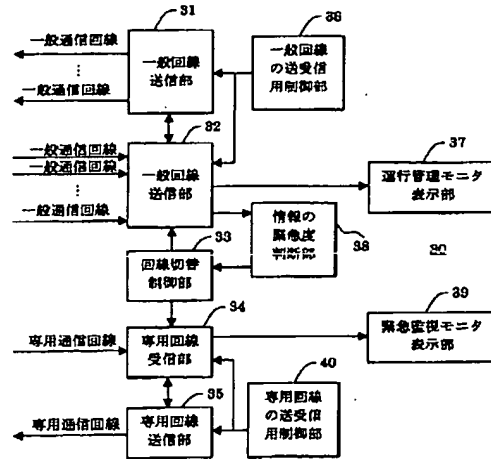 31
一般通信回線
⋮
一般通信回線
一般回線
送信部
36
一般回線
の送受信
用制御部
32
一般通信回線
一般通信回線
⋮
一般通信回線
一般回線
送信部
37
運行管理モニタ
表示部
情報の
緊急度
判断部
38
30
33
回線切替
制御部
34
専用通信回線
専用回線
受信部
39
緊急監視モニタ
表示部
35
専用通信回線
専用回線
送信部
40
専用回線
の送受信
用制御部